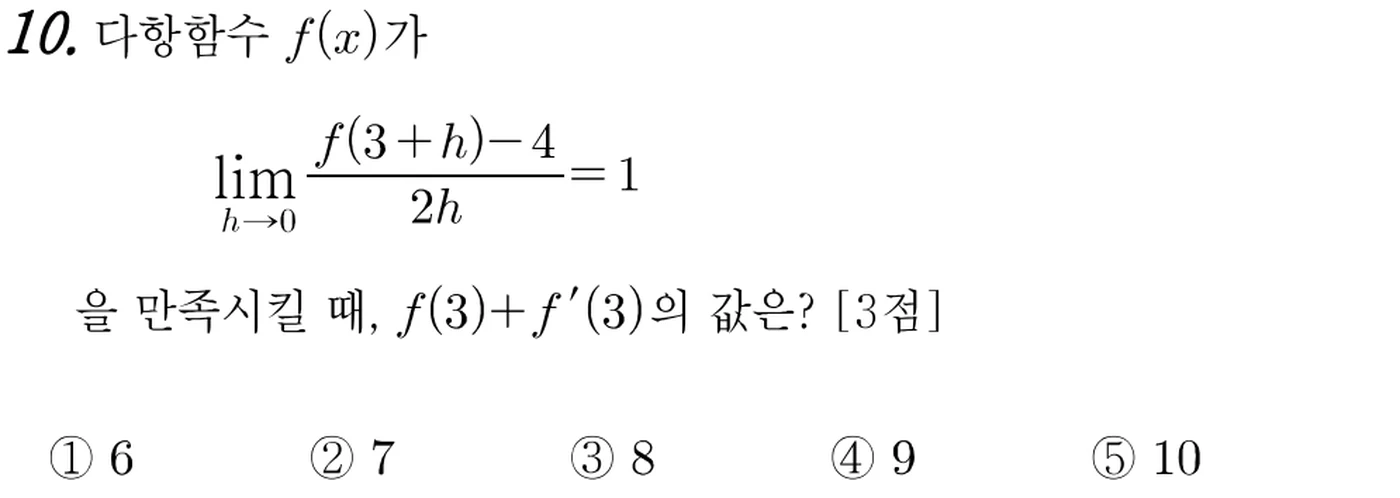 10. 다항함수 f(x)가
lim_{h→0} \frac{f(3+h)-4}{2h} = 1
을 만족시킬 때, f(3)+f′(3)의 값은? [3점]
① 6 ② 7 ③ 8 ④ 9 ⑤ 10